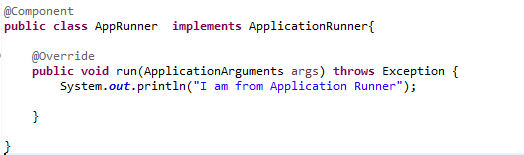 @Component
public class AppRunner  implements ApplicationRunner{
@Override
public void run(ApplicationArguments args) throws Exception {
System.out.println("I am from Application Runner");
}
}